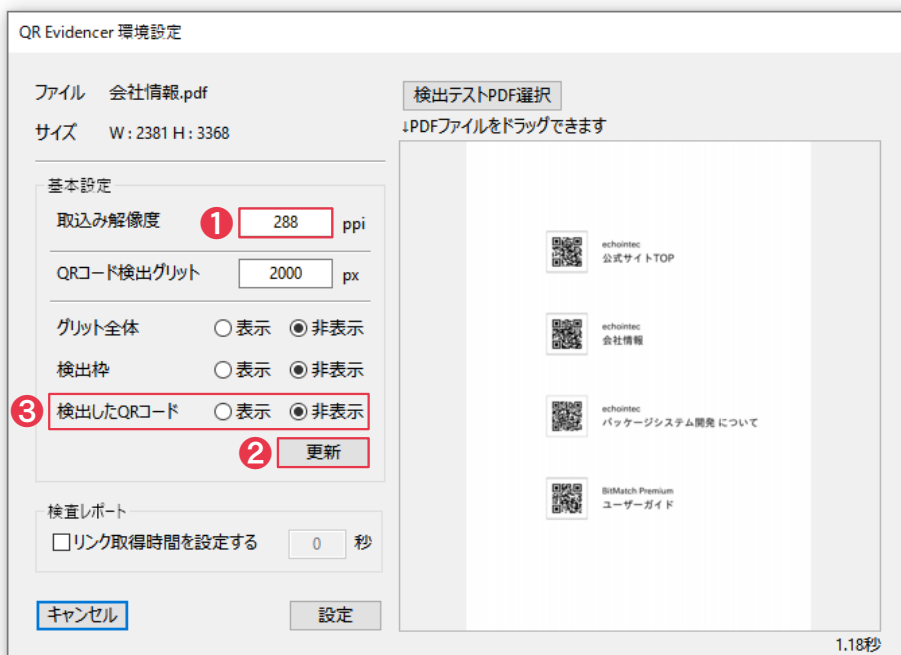 QR Evidencer 環境設定
ファイル 会社情報.pdf
サイズ W : 2381 H : 3368
基本設定
取込み解像度 1 288 ppi
QRコード検出グリット 2000 px
グリット全体 表示 非表示
検出枠 表示 非表示
3 検出したQRコード 表示 非表示
2 更新
検査レポート
リンク取得時間を設定する 0 秒
キャンセル 設定
検出テストPDF選択
↓PDFファイルをドラッグできます
echointec
公式サイトTOP
echointec
会社情報
echointec
パッケージシステム開発 について
BitMatch Premium
ユーザーガイド
1.18秒